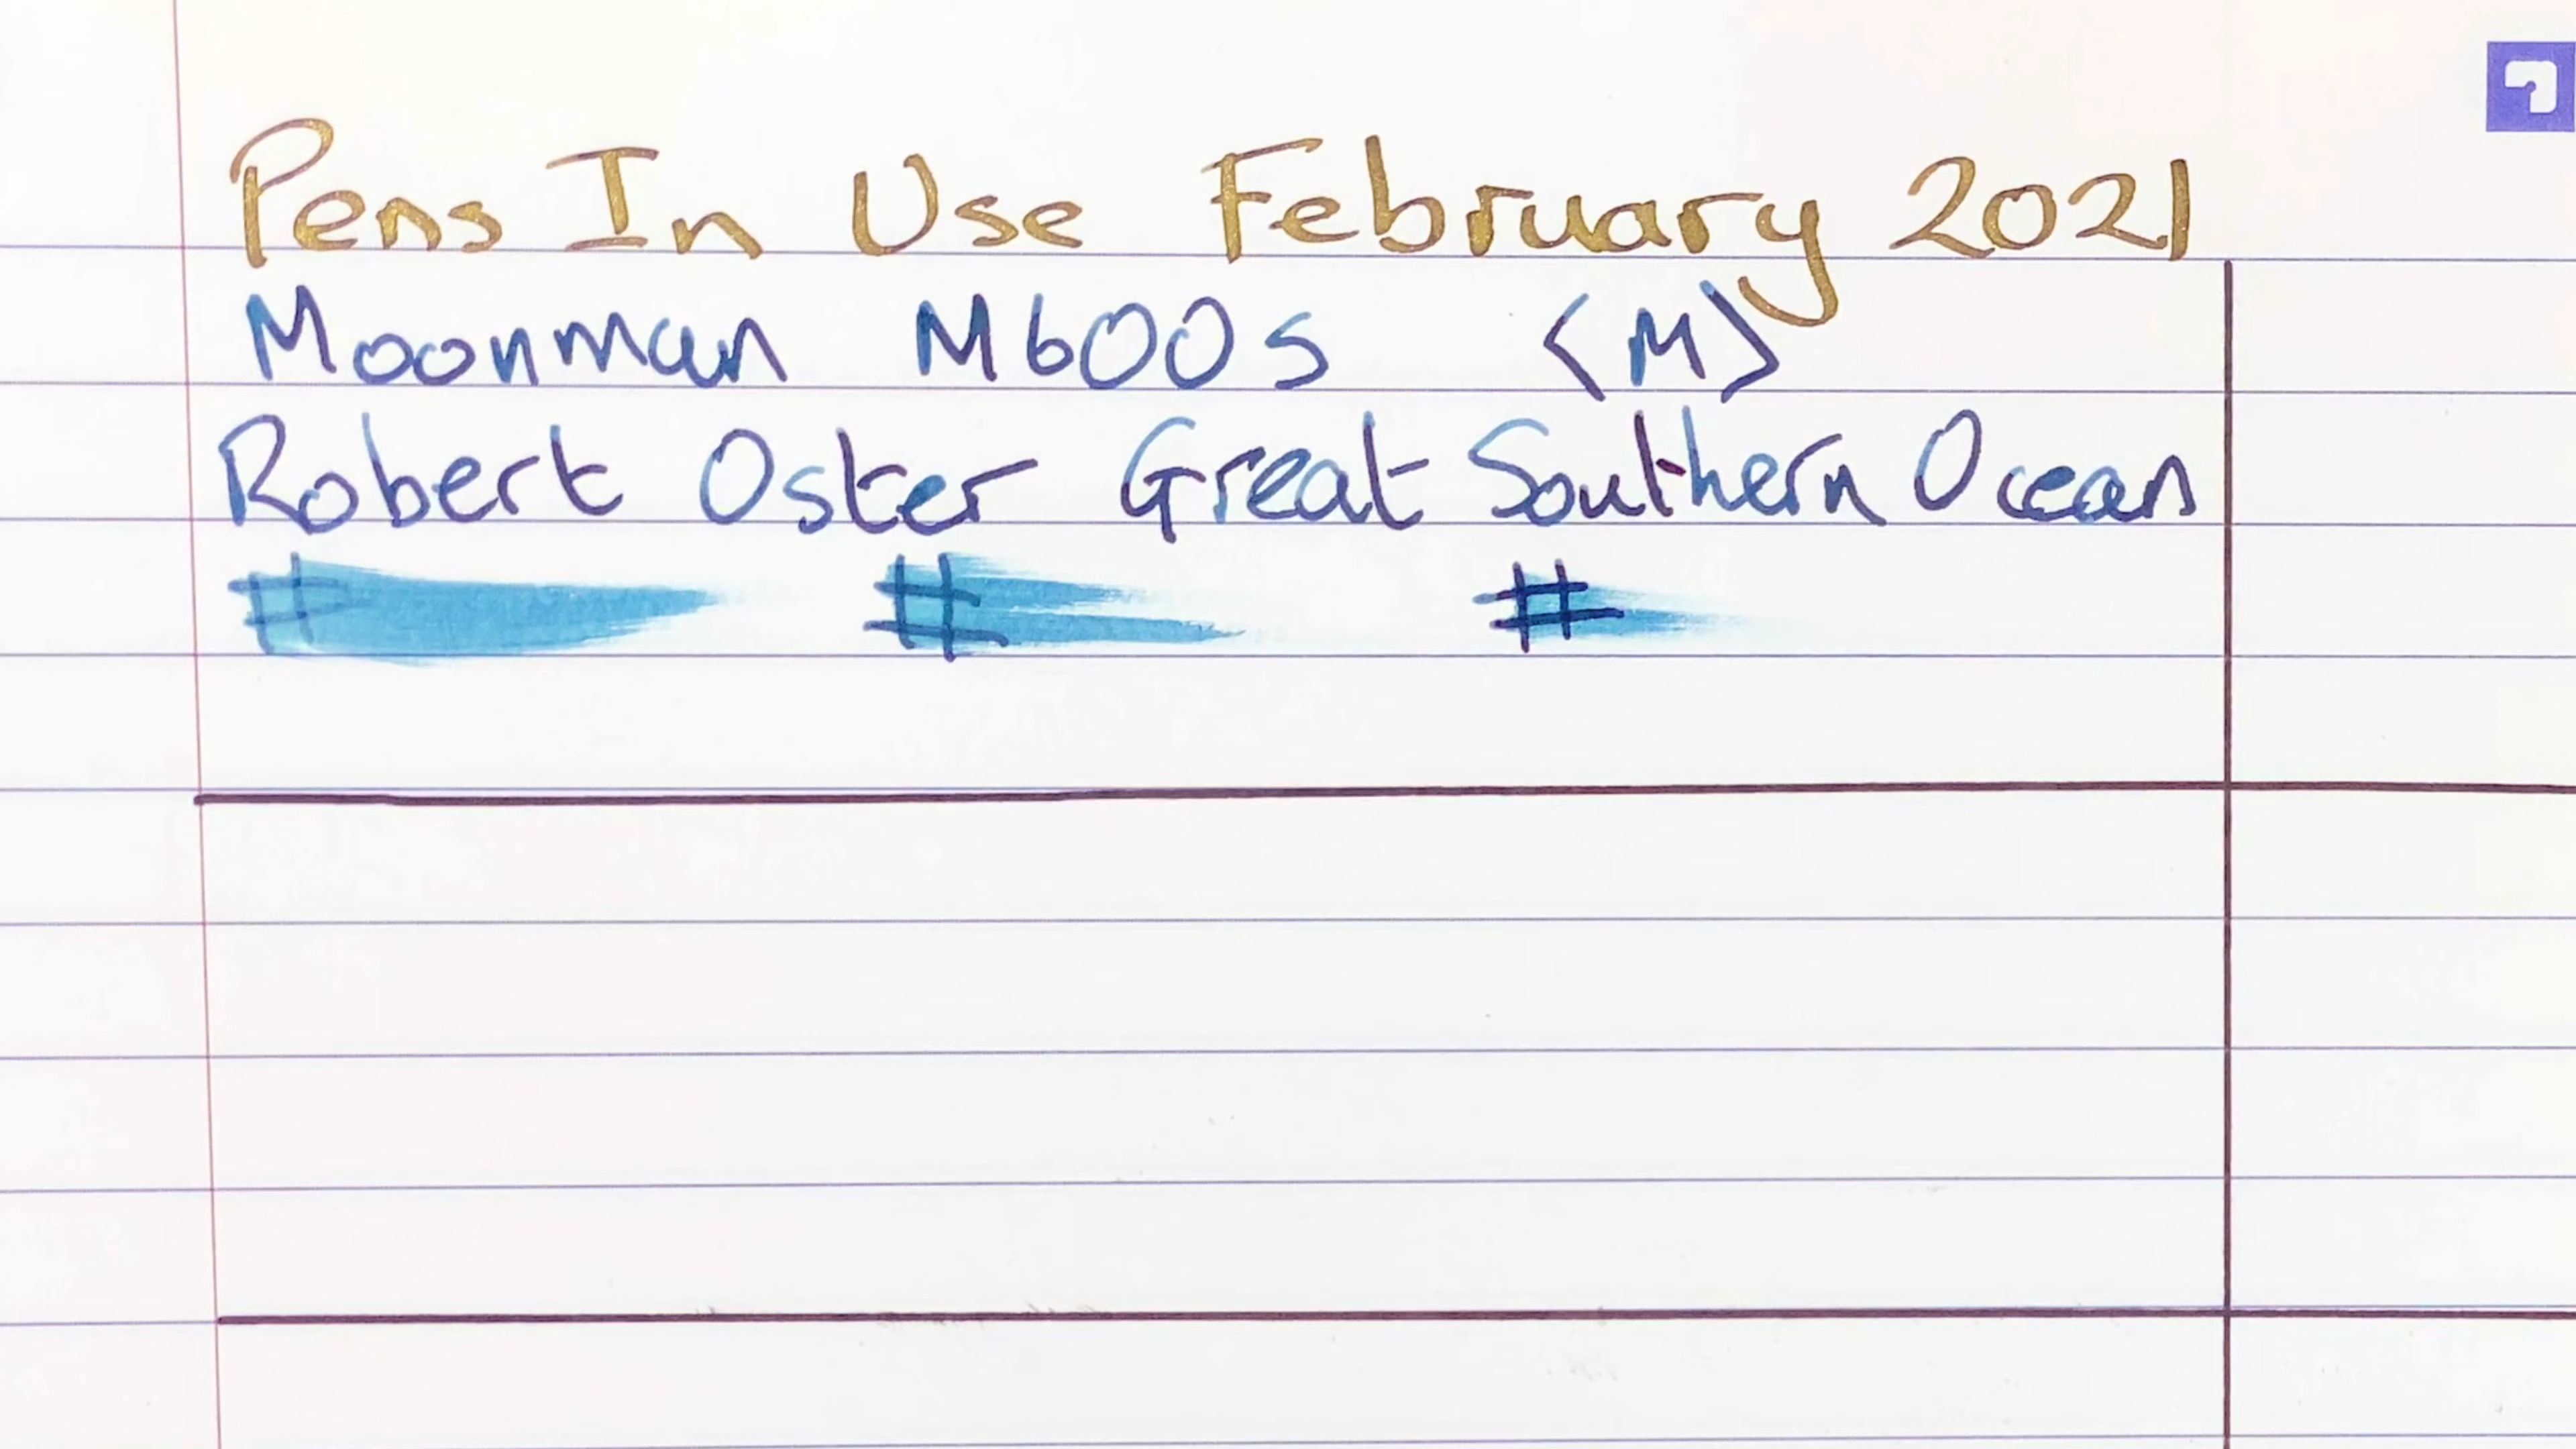 Pens In Use February 2021
Moonman M600s <M>
Robert Oster Great Southern Ocean
# # #